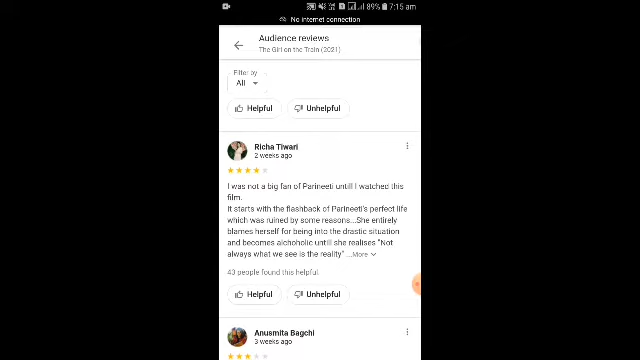 89% 7:15 am
No internet connection
Audience reviews
The Girl on the Train (2021)
Filter by
All
Helpful Unhelpful
Richa Tiwari
2 weeks ago
I was not a big fan of Parineeti untill I watched this
film.
It starts with the flashback of Parineeti's perfect life
which was ruined by some reasons...She entirely
blames herself for being into the drastic situation
and becomes alchoholic untill she realises "Not
always what we see is the reality" ...More
43 people found this helpful.
Helpful Unhelpful
Anusmita Bagchi
3 weeks ago